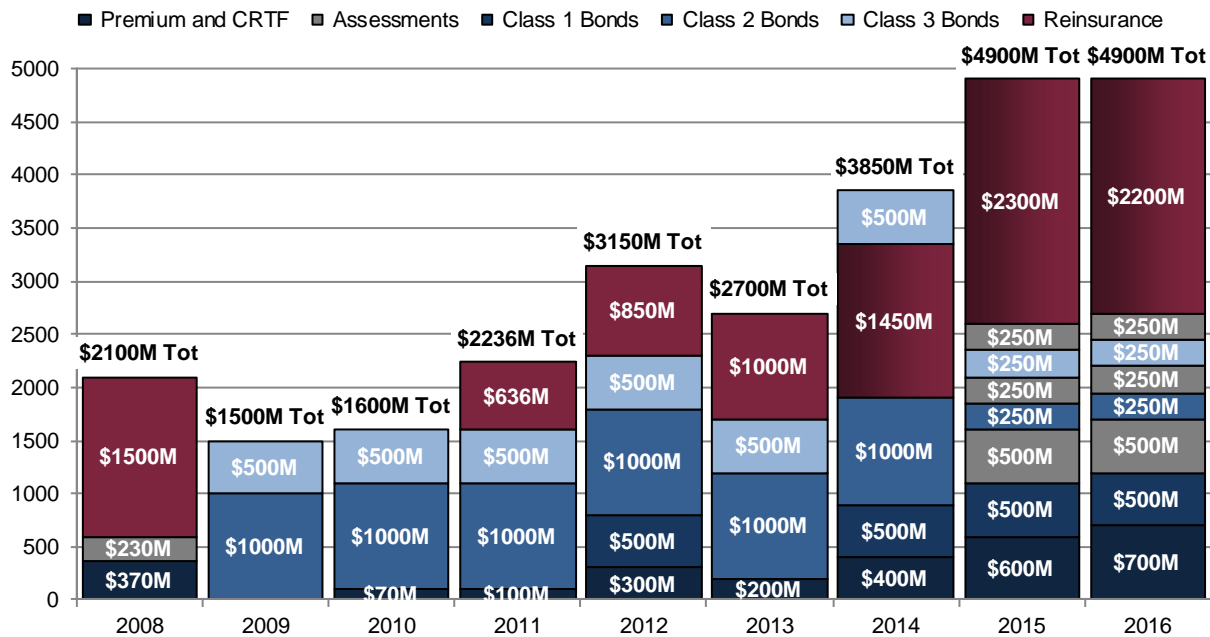 Premium and CRTF Assessments Class 1 Bonds Class 2 Bonds Class 3 Bonds Reinsurance
$4900M Tot $4900M Tot
5000
4500
4000
$3850M Tot
3500
3000
2500
2000
1500
1000
500
0
$3150M Tot
$2700M Tot
$2236M Tot
$2100M Tot
$1500M Tot
$1600M Tot
$1500M
$230M
$370M
$500M
$1000M
$500M
$1000M
$70M
$636M
$500M
$1000M
$100M
$850M
$500M
$1000M
$500M
$300M
$1000M
$500M
$1000M
$200M
$500M
$1450M
$1000M
$500M
$400M
$2300M
$250M
$250M
$250M
$250M
$500M
$500M
$600M
$2200M
$250M
$250M
$250M
$250M
$500M
$500M
$700M
2008 2009 2010 2011 2012 2013 2014 2015 2016